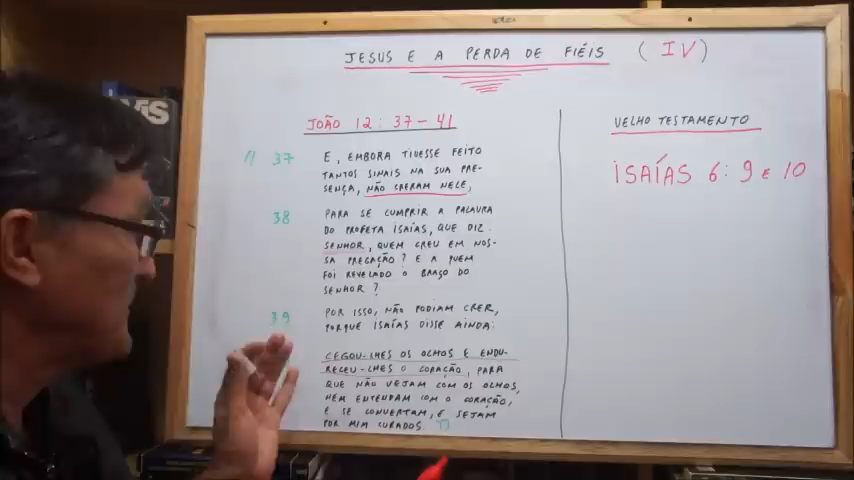 JESUS E A PERDA DE FIÉIS (IV)
JOÃO 12: 37-41
" 37 E, EMBORA TIVESSE FEITO
TANTOS SINAIS NA SUA PRE-
SENÇA, NÃO CRERAM NELE,
38 PARA SE CUMPRIR A PALAVRA
DO PROFETA ISAÍAS, QUE DIZ:
SENHOR, QUEM CREU EM NOS-
SA PREGAÇÃO? E A QUEM
FOI REVELADO O BRAÇO DO
SENHOR?
39 POR ISSO, NÃO PODIAM CRER,
PORQUE ISAÍAS DISSE AINDA:
CEGOU-LHES OS OLHOS E ENDU-
RECEU-LHES O CORAÇÃO, PARA
QUE NÃO VEJAM COM OS OLHOS,
NEM ENTENDAM COM O CORAÇÃO,
E SE CONVERTAM, E SEJAM
POR MIM CURADOS. "
VELHO TESTAMENTO
ISAÍAS 6: 9 E 10